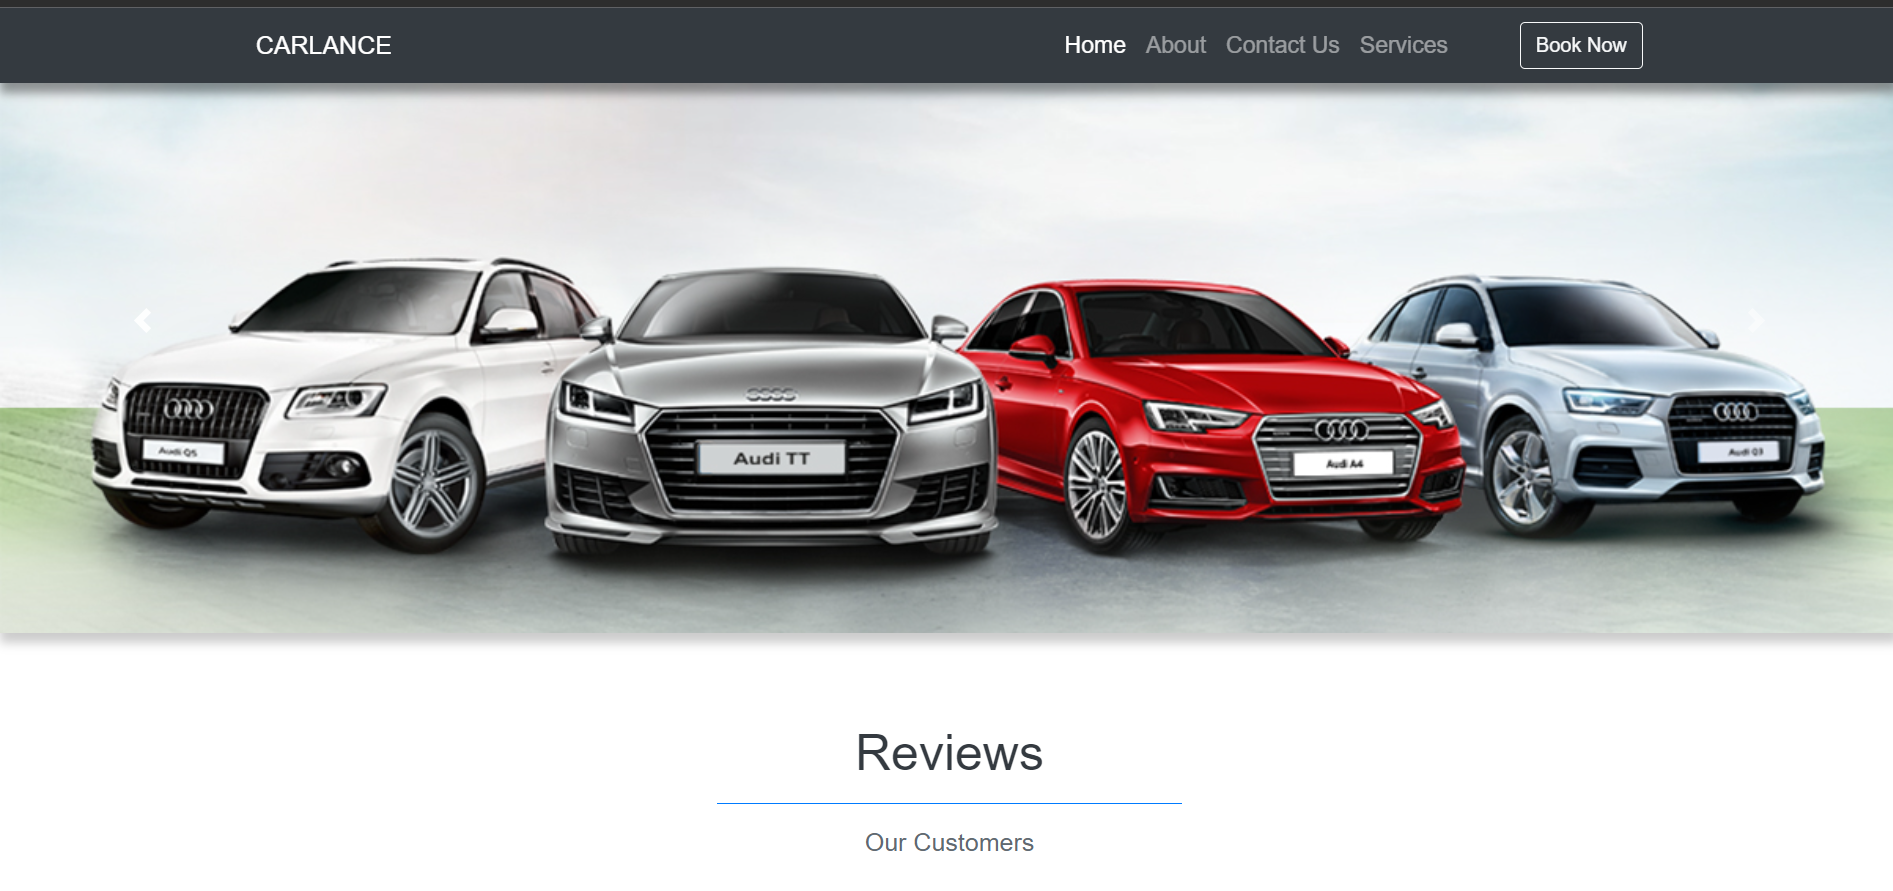 CARLANCE
Home About Contact Us Services Book Now
Audi Q5
Audi TT
Audi A4
Audi Q3
Reviews
Our Customers